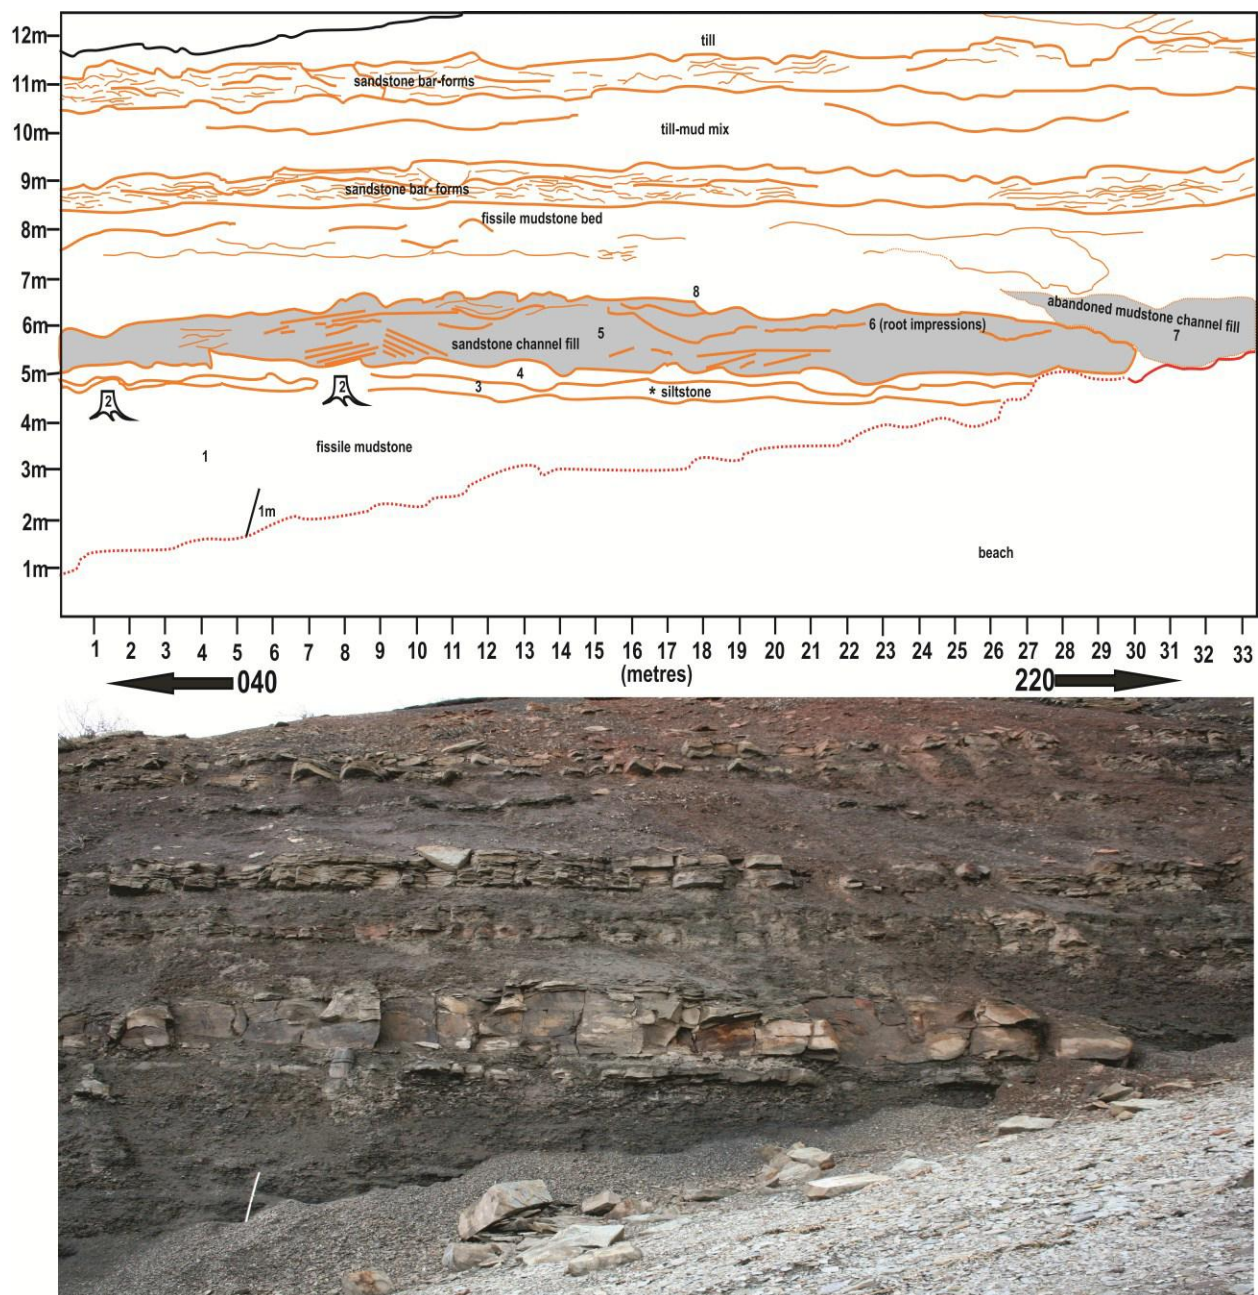 12m
till
11m
sandstone bar-forms
10m
till-mud mix
9m
sandstone bar- forms
fissile mudstone bed
8m
7m
8
abandoned mudstone channel fill
6m
5
6 (root impressions)
7
sandstone channel fill
5m
4
2
3
* siltstone
2
4m
fissile mudstone
1
3m
2m
1m
1m
beach
1 2 3 4 5 6 7 8 9 10 11 12 13 14 15 16 17 18 19 20 21 22 23 24 25 26 27 28 29 30 31 32 33
040
(metres)
220